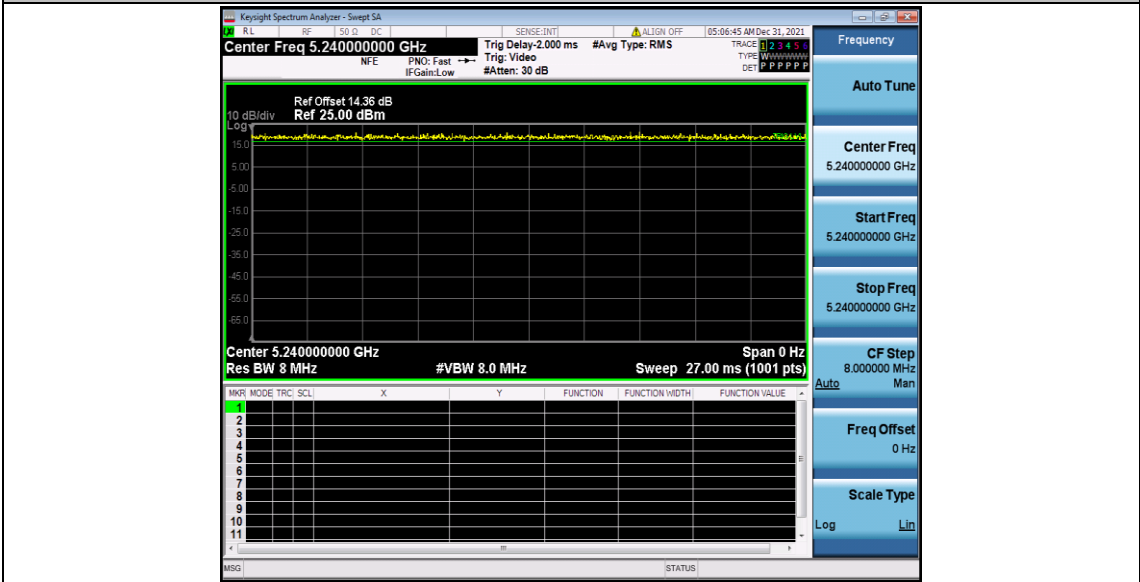 Keysight Spectrum Analyzer - Swept SA
RL RF 50 Ω DC SENSE:INT ALIGN OFF 05:06:45 AM Dec 31, 2021
Center Freq 5.240000000 GHz
NFE
PNO: Fast
IFGain:Low
Trig Delay-2.000 ms
Trig: Video
#Atten: 30 dB
#Avg Type: RMS
TRACE 1 2 3 4 5 6
TYPE WWWWWW
DET P P P P P P
Ref Offset 14.36 dB
10 dB/div Ref 25.00 dBm
Log
15.0
5.00
-5.00
-15.0
-25.0
-35.0
-45.0
-55.0
-65.0
Center 5.240000000 GHz Span 0 Hz
Res BW 8 MHz #VBW 8.0 MHz Sweep 27.00 ms (1001 pts)
MKR MODE TRC SCL X Y FUNCTION FUNCTION WIDTH FUNCTION VALUE
1
2
3
4
5
6
7
8
9
10
11
MSG STATUS
Frequency
Auto Tune
Center Freq
5.240000000 GHz
Start Freq
5.240000000 GHz
Stop Freq
5.240000000 GHz
CF Step
8.000000 MHz
Auto Man
Freq Offset
0 Hz
Scale Type
Log Lin